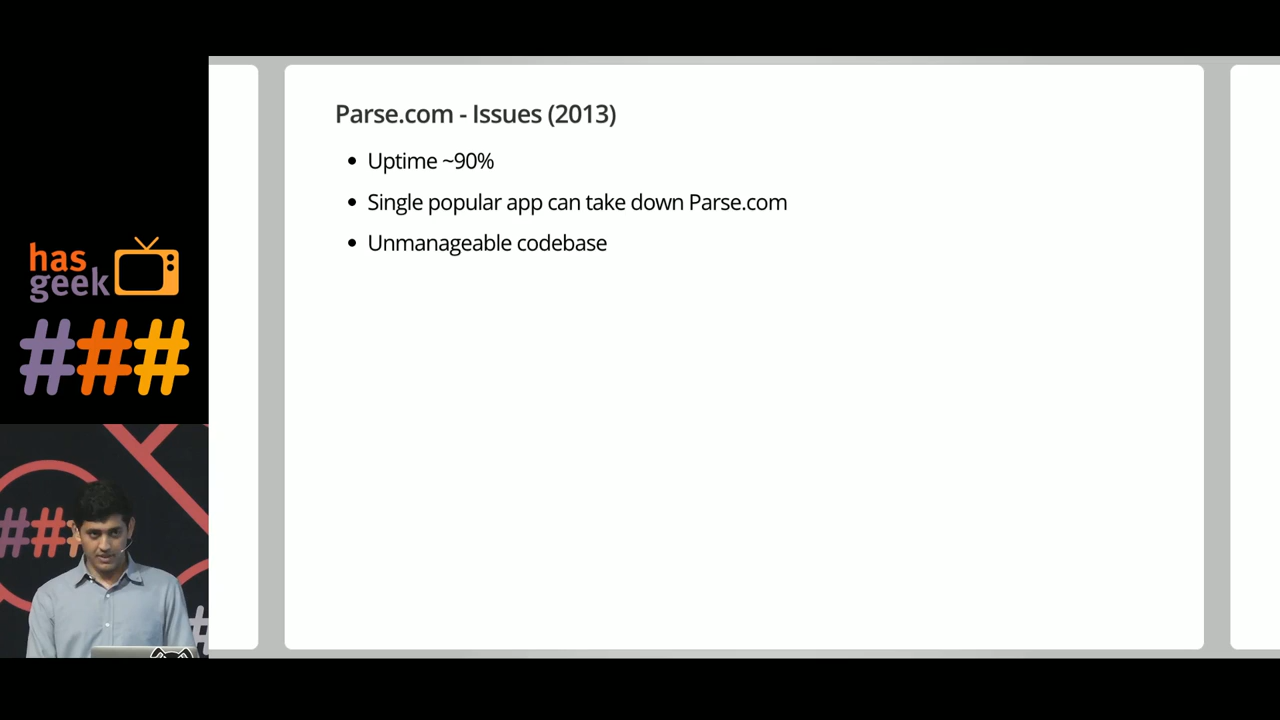 Parse.com - Issues (2013)
• Uptime ~90%
• Single popular app can take down Parse.com
• Unmanageable codebase
has
geek
###
###
#